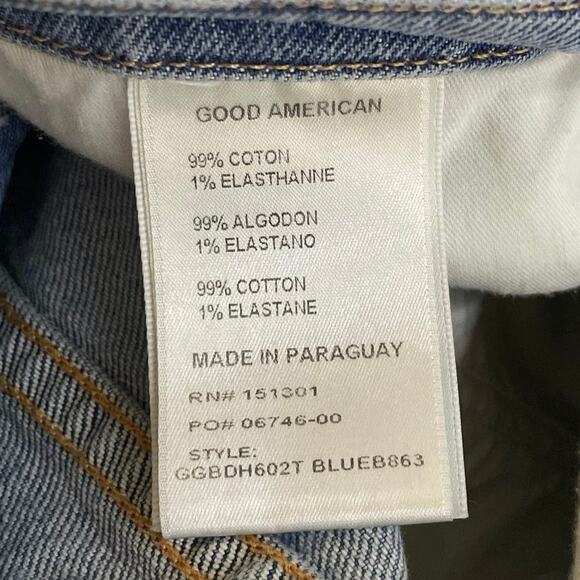 GOOD AMERICAN
99% COTON
1% ELASTHANNE
99% ALGODON
1% ELASTANO
99% COTTON
1% ELASTANE
MADE IN PARAGUAY
RN# 151301
PO# 06746-00
STYLE:
GGBDH602T BLUEB863